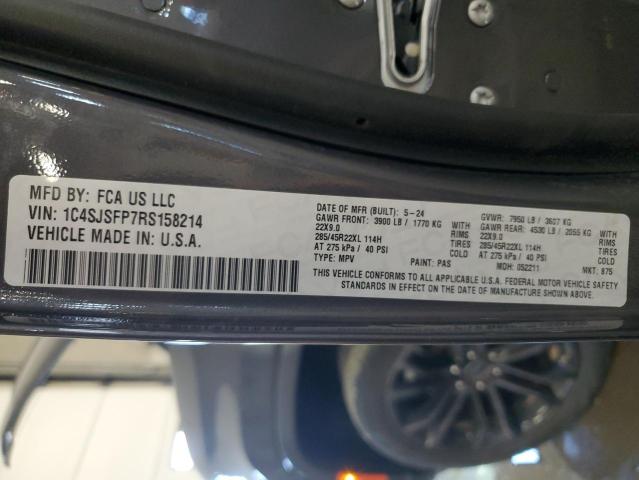 MFD BY: FCA US LLC
VIN: 1C4SJSFP7RS158214
VEHICLE MADE IN: U.S.A.
DATE OF MFR (BUILT): 5-24 GVWR: 7950 LB / 3607 KG
GAWR FRONT: 3900 LB / 1770 KG WITH GAWR REAR: 4530 LB / 2055 KG WITH
22X9.0 RIMS 22X9.0 RIMS
285/45R22XL 114H TIRES 285/45R22XL 114H TIRES
AT 275 kPa / 40 PSI COLD AT 275 kPa / 40 PSI COLD
TYPE: MPV PAINT: PAS MDH: 052211 MKT: 875
THIS VEHICLE CONFORMS TO ALL APPLICABLE U.S.A. FEDERAL MOTOR VEHICLE SAFETY
STANDARDS IN EFFECT ON THE DATE OF MANUFACTURE SHOWN ABOVE.